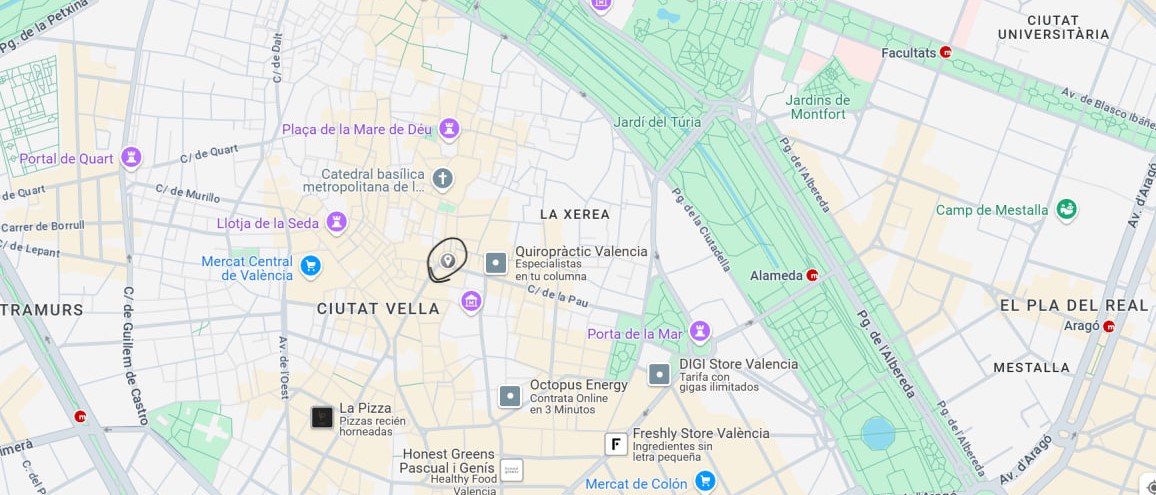 Pg. de la Petxina
CIUTAT
UNIVERSITÀRIA
Facultats
C/ de Dalt
Jardins de
Montfort
Av. de Blasco Ibáñez
Plaça de la Mare de Déu
Jardí del Túria
Portal de Quart
C/ de Quart
Pg. de l'Albereda
Catedral basílica
metropolitana de l...
de Quart
C/ de Murillo
Pg. de la Ciutadella
Av. d'Aragó
Llotja de la Seda
LA XEREA
Camp de Mestalla
Carrer de Borrull
C/ de Lepant
Mercat Central
de València
Quiropràctic Valencia
Especialistas
en tu columna
Alameda
C/ de la Pau
TRAMURS
C/ de Guillem de Castro
CIUTAT VELLA
EL PLA DEL REAL
Aragó
Porta de la Mar
Pg. de l'Albereda
Av. de l'Oest
DIGI Store Valencia
Tarifa con
gigas ilimitados
MESTALLA
Octopus Energy
Contrata Online
en 3 Minutos
La Pizza
Pizzas recién
horneadas
Pg. de l'Albereda
Freshly Store València
Ingredientes sin
letra pequeña
Honest Greens
Pascual i Genís
Healthy Food
Valencia
Mercat de Colón
Av. d'Aragó